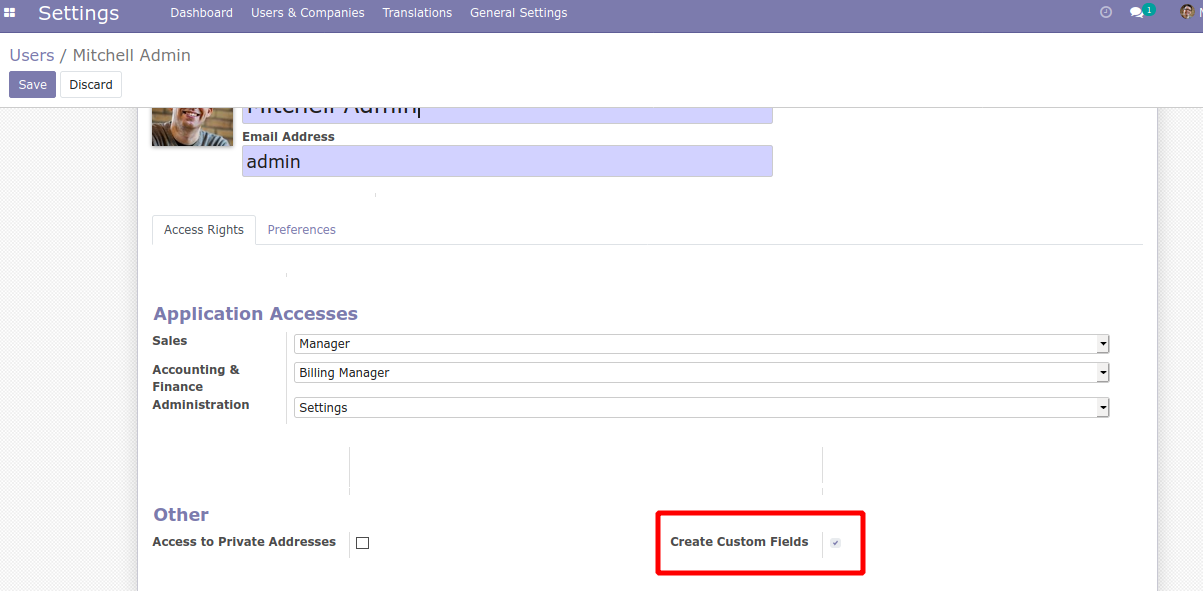 Settings Dashboard Users & Companies Translations General Settings 1
Users / Mitchell Admin
Save Discard
Mitchell Admin
Email Address
admin
Access Rights Preferences
Application Accesses
Sales Manager
Accounting & Finance Billing Manager
Administration Settings
Other
Access to Private Addresses Create Custom Fields